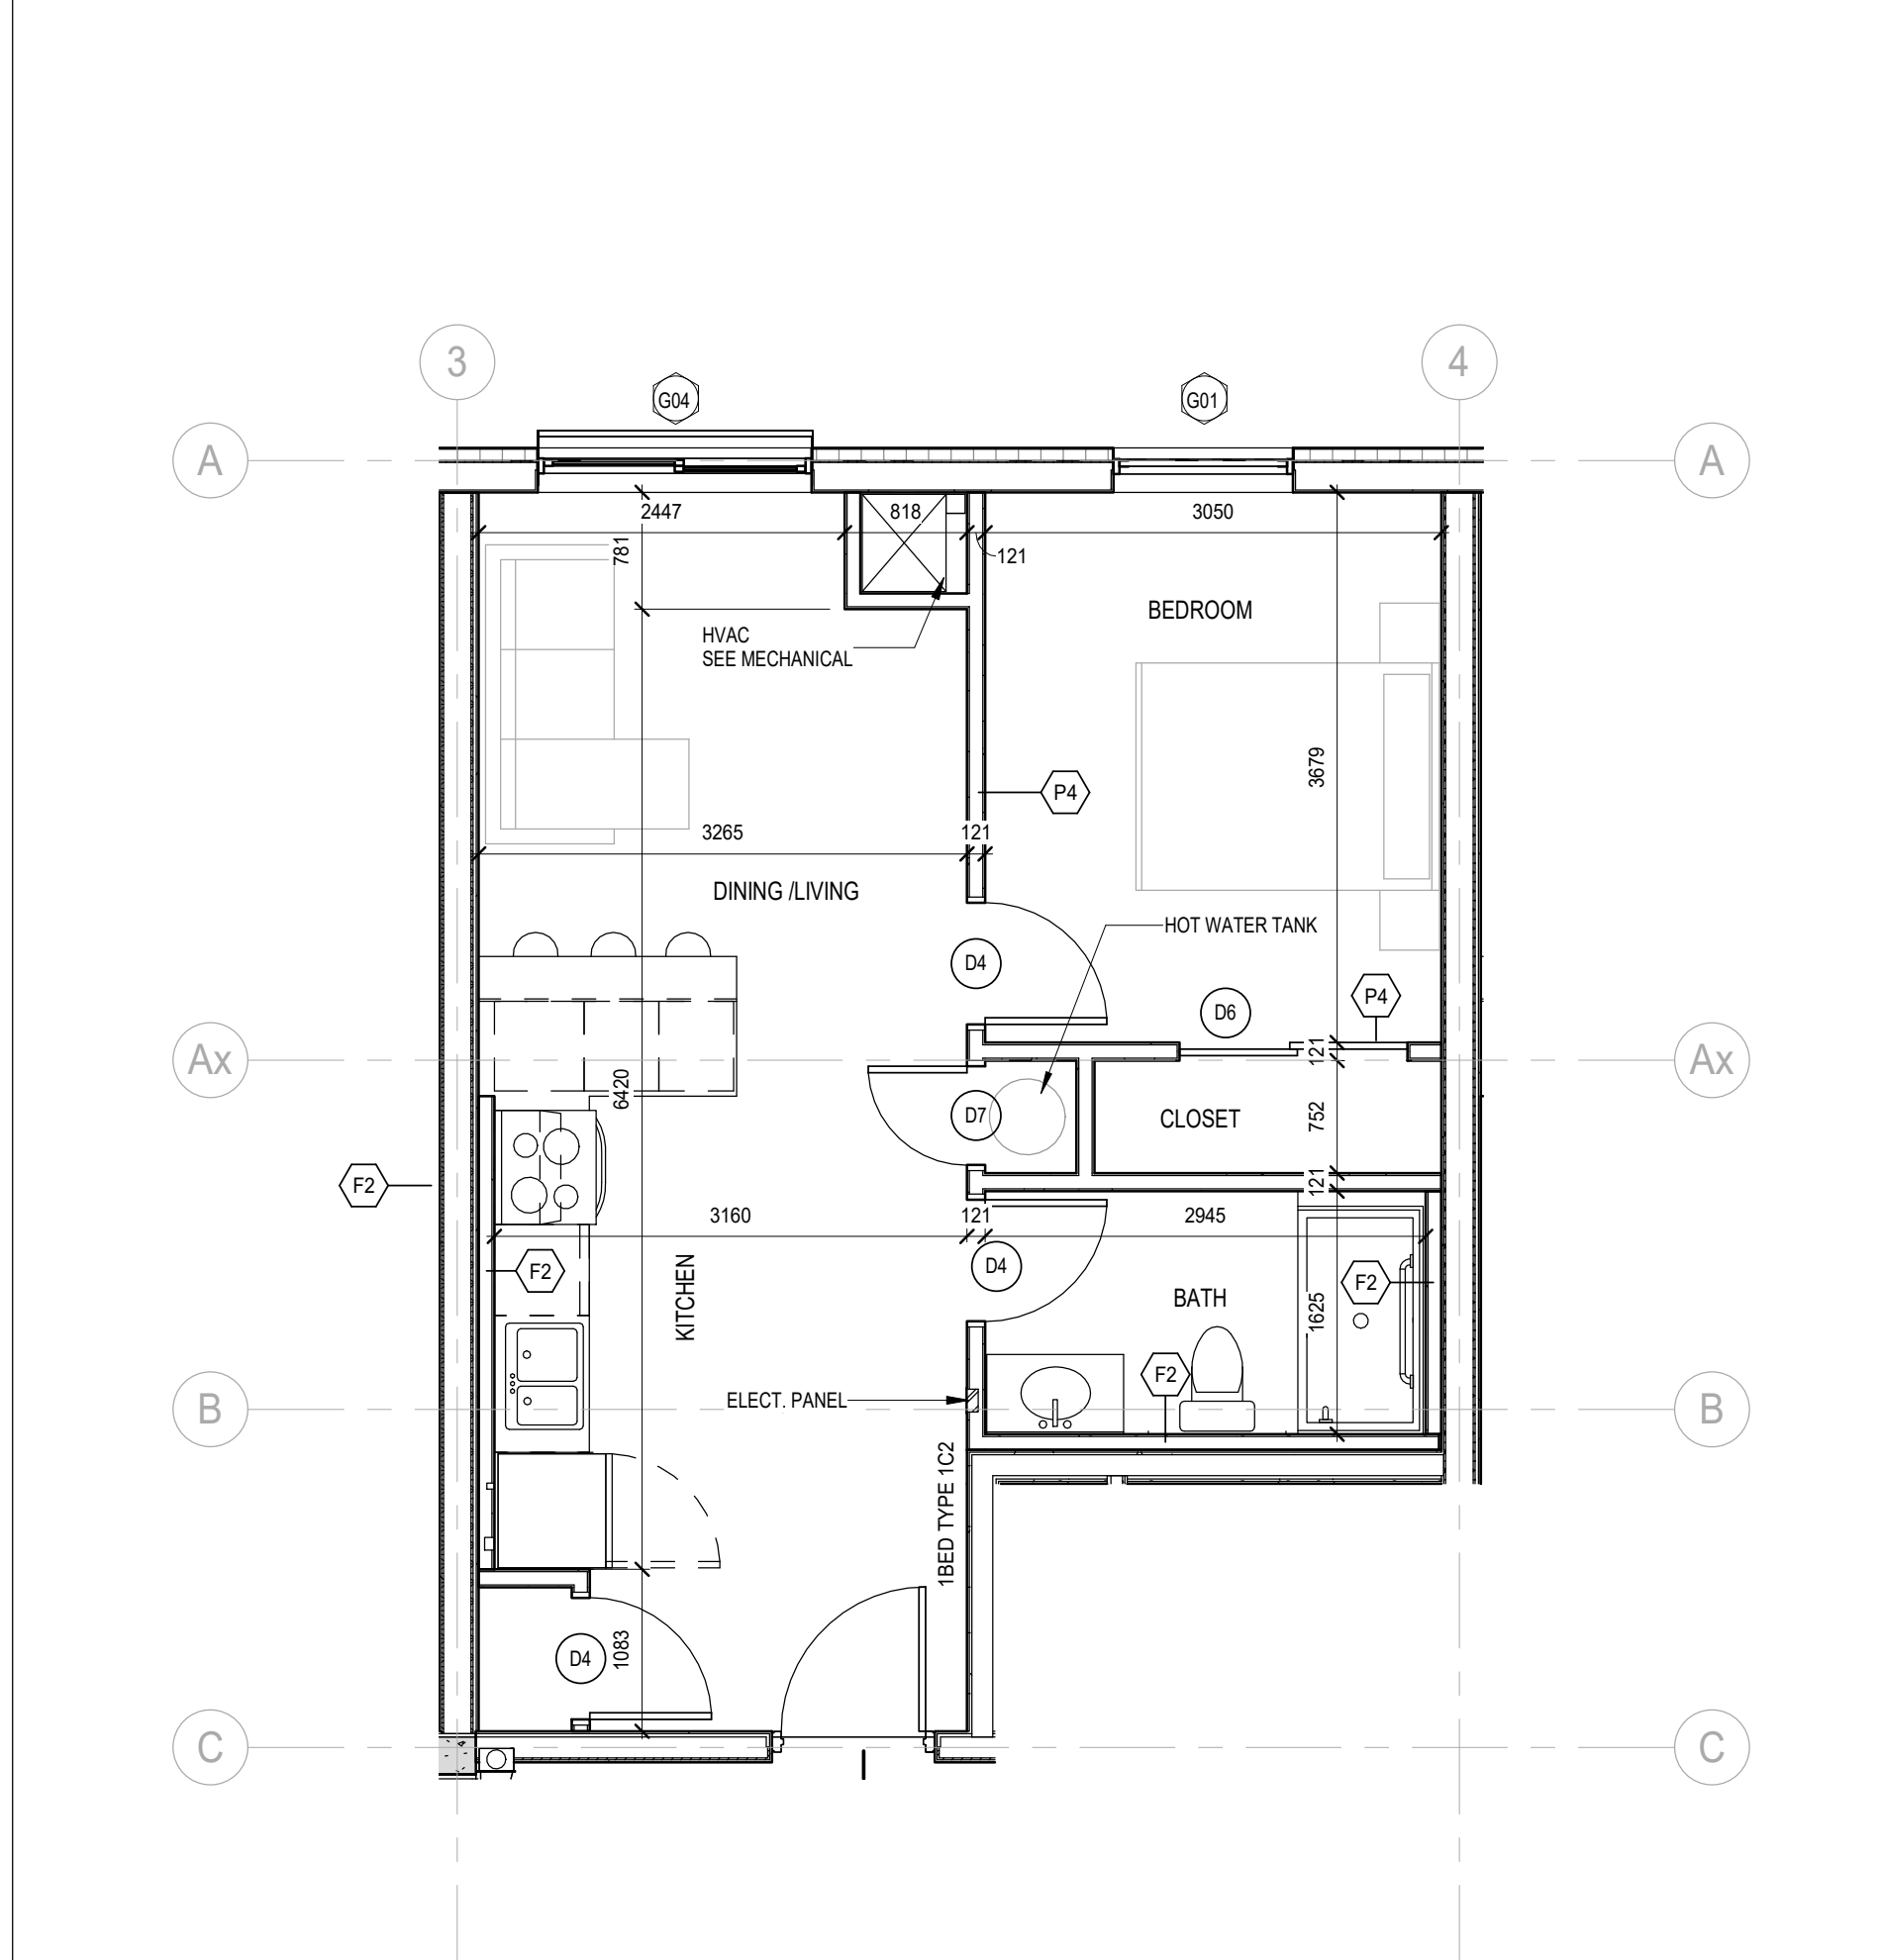 3
4
G04
G01
A
A
2447
818
3050
781
121
BEDROOM
HVAC
SEE MECHANICAL
3679
P4
3265
121
DINING /LIVING
HOT WATER TANK
D4
P4
D6
121
Ax
Ax
6420
D7
CLOSET
752
F2
121
3160
121
2945
D4
F2
F2
KITCHEN
BATH
1625
F2
ELECT. PANEL
B
B
1BED TYPE 1C2
D4
1083
C
C